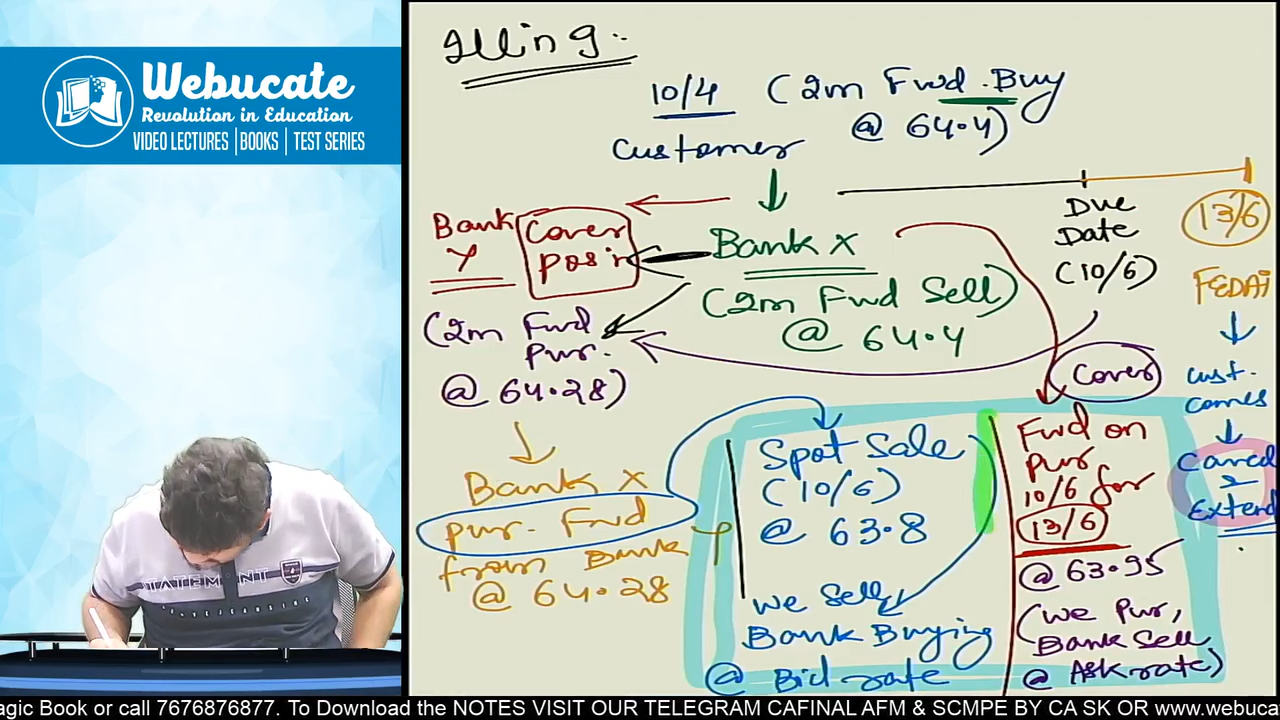 Webucate
Revolution in Education
VIDEO LECTURES | BOOKS | TEST SERIES
Illing.
10/4 (2m Fwd. Buy
@ 64.4)
Customer
Bank X
(2m Fwd Sell)
@ 64.4
Bank
Y
Cover
posin
(2m Fwd
pur.
@ 64.28)
Bank X
pur. Fwd
from Bank Y
@ 64.28
Due
Date
(10/6)
13/6
FEDAI
cust.
comes
Cancel
&
Extend
Cover
Spot Sale
(10/6)
@ 63.8
we Sell,
Bank Buying
@ Bid rate
Fwd on
pur
10/6 for
13/6
@ 63.95
(we pur,
Bank Sell
@ Ask rate)
TATEMENT
agic Book or call 7676876877. To Download the NOTES VISIT OUR TELEGRAM CAFINAL AFM & SCMPE BY CA SK OR www.webuca